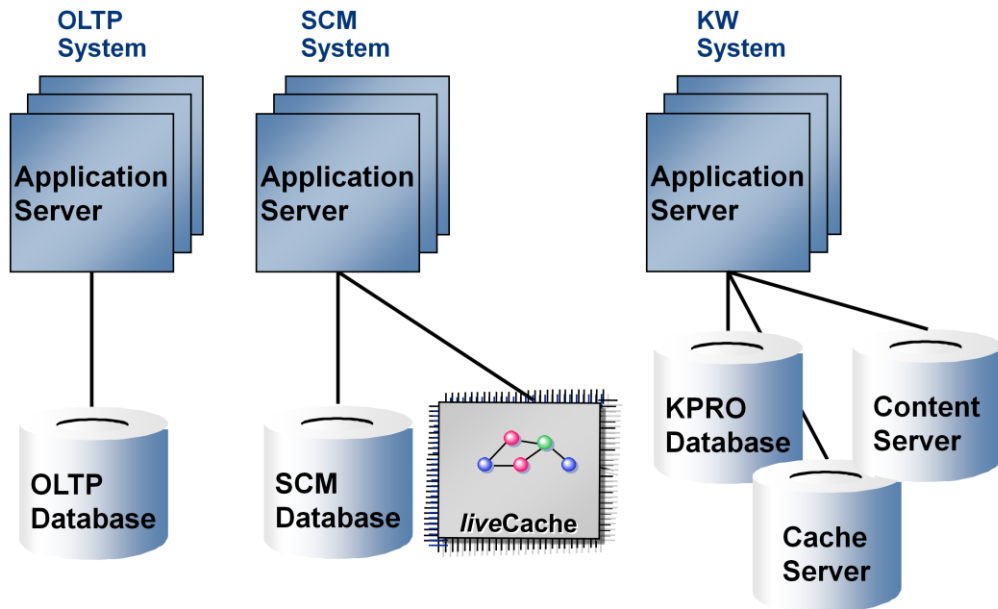 OLTP
System
SCM
System
KW
System
Application
Server
Application
Server
Application
Server
OLTP
Database
SCM
Database
liveCache
KPRO
Database
Content
Server
Cache
Server